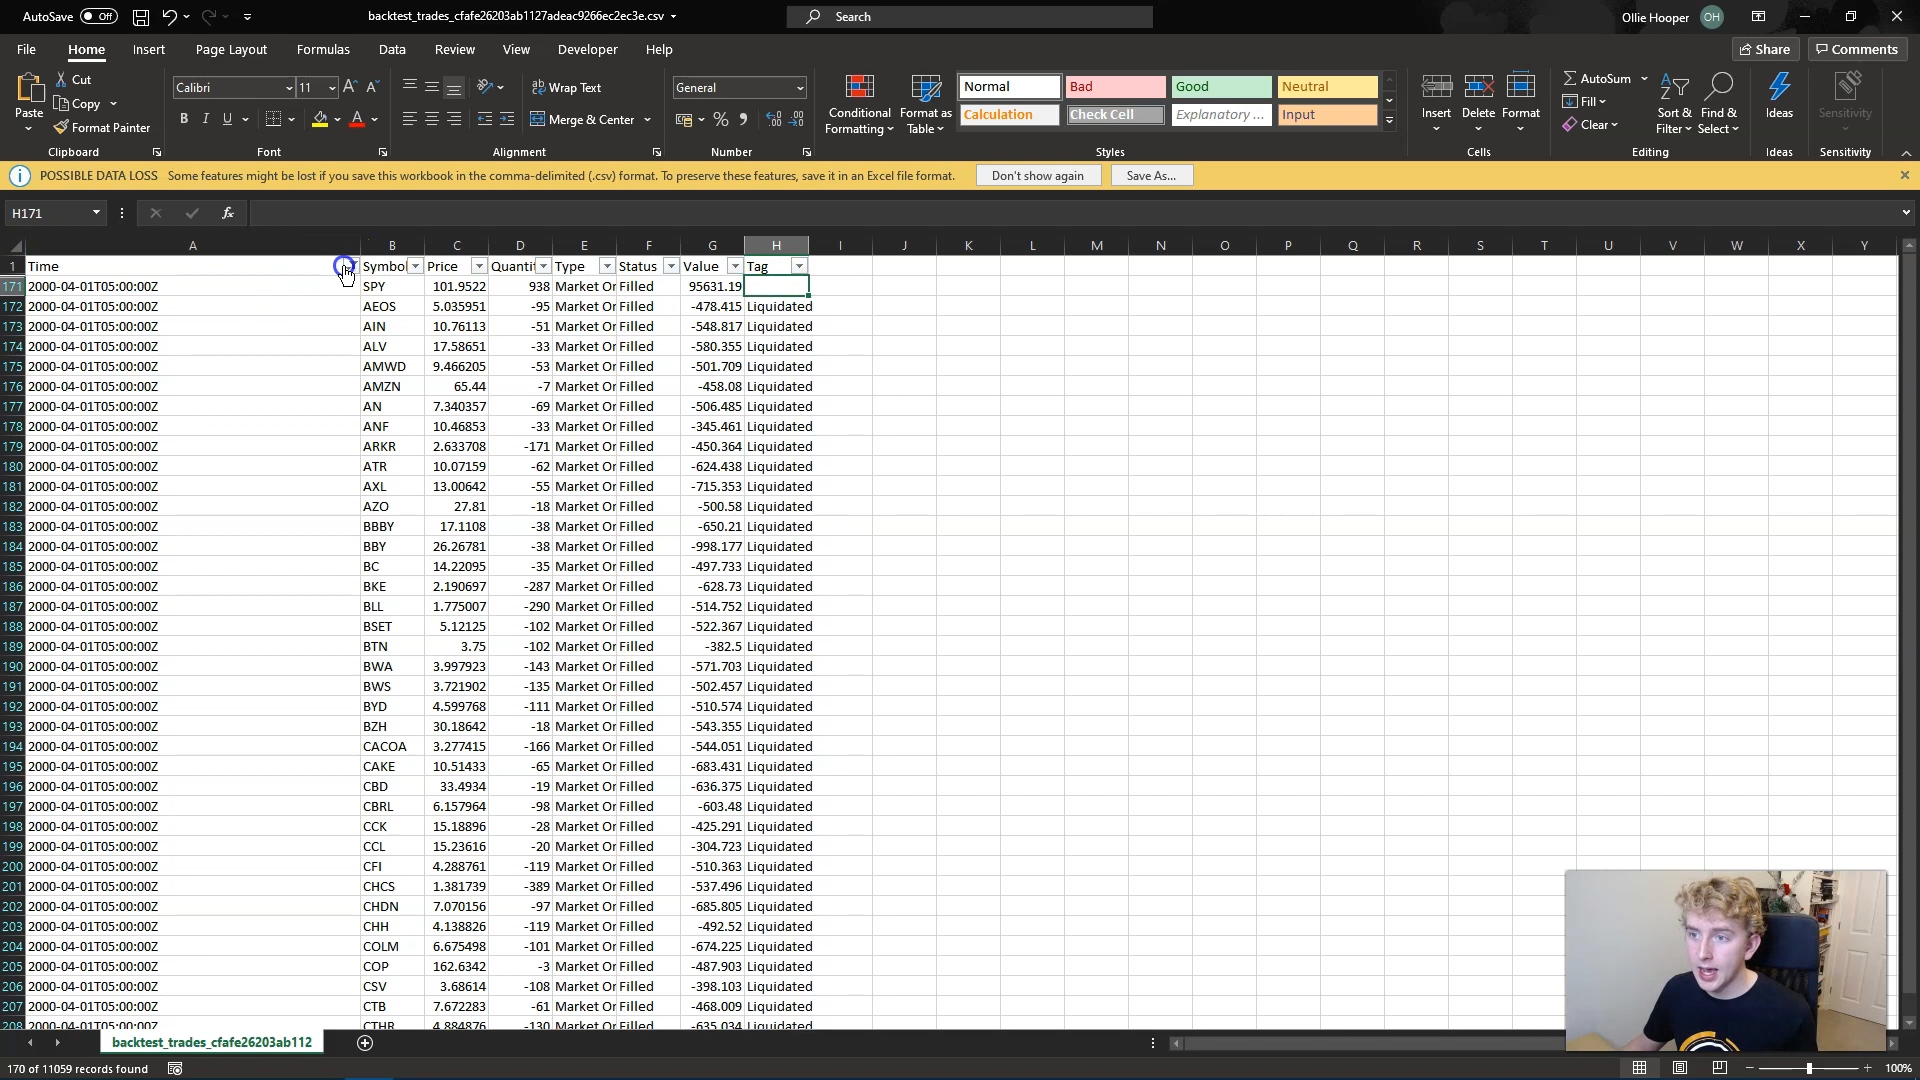 AutoSave Off backtest_trades_cfafe26203ab1127adeac9266ec2ec3e.csv Search Ollie Hooper OH
File Home Insert Page Layout Formulas Data Review View Developer Help Share Comments
Paste Cut Copy Format Painter Calibri 11 Wrap Text Merge & Center General Conditional Formatting Format as Table Normal Bad Good Neutral Insert Delete Format AutoSum Fill Clear Sort & Filter Find & Select Ideas Sensitivity
Calculation Check Cell Explanatory ... Input
Clipboard Font Alignment Number Styles Cells Editing Ideas Sensitivity
POSSIBLE DATA LOSS Some features might be lost if you save this workbook in the comma-delimited (.csv) format. To preserve these features, save it in an Excel file format. Don't show again Save As...
H171 fx
A B C D E F G H I J K L M N O P Q R S T U V W X Y
1 Time Symbol Price Quantit Type Status Value Tag
171 2000-04-01T05:00:00Z SPY 101.9522 938 Market Or Filled 95631.19
172 2000-04-01T05:00:00Z AEOS 5.035951 -95 Market Or Filled -478.415 Liquidated
173 2000-04-01T05:00:00Z AIN 10.76113 -51 Market Or Filled -548.817 Liquidated
174 2000-04-01T05:00:00Z ALV 17.58651 -33 Market Or Filled -580.355 Liquidated
175 2000-04-01T05:00:00Z AMWD 9.466205 -53 Market Or Filled -501.709 Liquidated
176 2000-04-01T05:00:00Z AMZN 65.44 -7 Market Or Filled -458.08 Liquidated
177 2000-04-01T05:00:00Z AN 7.340357 -69 Market Or Filled -506.485 Liquidated
178 2000-04-01T05:00:00Z ANF 10.46853 -33 Market Or Filled -345.461 Liquidated
179 2000-04-01T05:00:00Z ARKR 2.633708 -171 Market Or Filled -450.364 Liquidated
180 2000-04-01T05:00:00Z ATR 10.07159 -62 Market Or Filled -624.438 Liquidated
181 2000-04-01T05:00:00Z AXL 13.00642 -55 Market Or Filled -715.353 Liquidated
182 2000-04-01T05:00:00Z AZO 27.81 -18 Market Or Filled -500.58 Liquidated
183 2000-04-01T05:00:00Z BBBY 17.1108 -38 Market Or Filled -650.21 Liquidated
184 2000-04-01T05:00:00Z BBY 26.26781 -38 Market Or Filled -998.177 Liquidated
185 2000-04-01T05:00:00Z BC 14.22095 -35 Market Or Filled -497.733 Liquidated
186 2000-04-01T05:00:00Z BKE 2.190697 -287 Market Or Filled -628.73 Liquidated
187 2000-04-01T05:00:00Z BLL 1.775007 -290 Market Or Filled -514.752 Liquidated
188 2000-04-01T05:00:00Z BSET 5.12125 -102 Market Or Filled -522.367 Liquidated
189 2000-04-01T05:00:00Z BTN 3.75 -102 Market Or Filled -382.5 Liquidated
190 2000-04-01T05:00:00Z BWA 3.997923 -143 Market Or Filled -571.703 Liquidated
191 2000-04-01T05:00:00Z BWS 3.721902 -135 Market Or Filled -502.457 Liquidated
192 2000-04-01T05:00:00Z BYD 4.599768 -111 Market Or Filled -510.574 Liquidated
193 2000-04-01T05:00:00Z BZH 30.18642 -18 Market Or Filled -543.355 Liquidated
194 2000-04-01T05:00:00Z CACOA 3.277415 -166 Market Or Filled -544.051 Liquidated
195 2000-04-01T05:00:00Z CAKE 10.51433 -65 Market Or Filled -683.431 Liquidated
196 2000-04-01T05:00:00Z CBD 33.4934 -19 Market Or Filled -636.375 Liquidated
197 2000-04-01T05:00:00Z CBRL 6.157964 -98 Market Or Filled -603.48 Liquidated
198 2000-04-01T05:00:00Z CCK 15.18896 -28 Market Or Filled -425.291 Liquidated
199 2000-04-01T05:00:00Z CCL 15.23616 -20 Market Or Filled -304.723 Liquidated
200 2000-04-01T05:00:00Z CFI 4.288761 -119 Market Or Filled -510.363 Liquidated
201 2000-04-01T05:00:00Z CHCS 1.381739 -389 Market Or Filled -537.496 Liquidated
202 2000-04-01T05:00:00Z CHDN 7.070156 -97 Market Or Filled -685.805 Liquidated
203 2000-04-01T05:00:00Z CHH 4.138826 -119 Market Or Filled -492.52 Liquidated
204 2000-04-01T05:00:00Z COLM 6.675498 -101 Market Or Filled -674.225 Liquidated
205 2000-04-01T05:00:00Z COP 162.6342 -3 Market Or Filled -487.903 Liquidated
206 2000-04-01T05:00:00Z CSV 3.68614 -108 Market Or Filled -398.103 Liquidated
207 2000-04-01T05:00:00Z CTB 7.672283 -61 Market Or Filled -468.009 Liquidated
208 2000-04-01T05:00:00Z CTHR 4.884876 -130 Market Or Filled -635.034 Liquidated
backtest_trades_cfafe26203ab112
170 of 11059 records found 100%